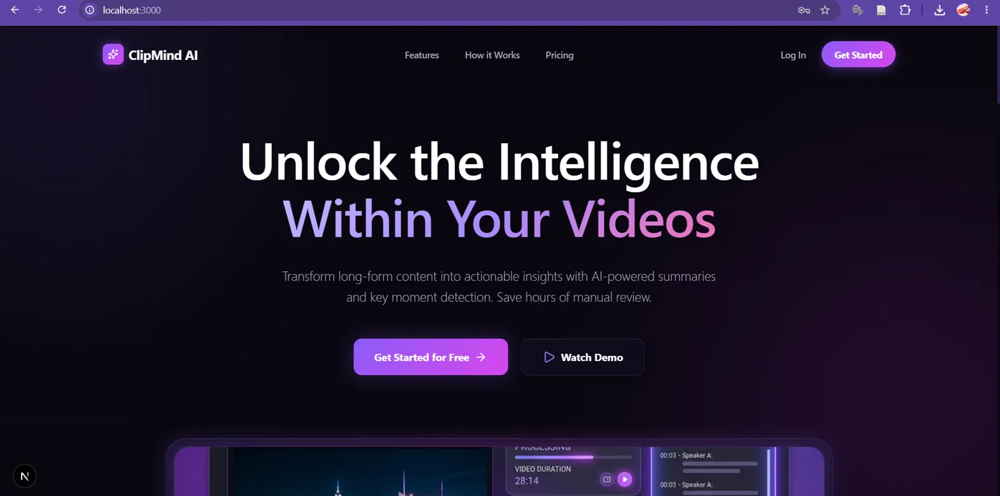 localhost:3000
ClipMind AI
Features
How it Works
Pricing
Log In
Get Started
Unlock the Intelligence
Within Your Videos
Transform long-form content into actionable insights with AI-powered summaries
and key moment detection. Save hours of manual review.
Get Started for Free
Watch Demo
PROCESSING
VIDEO DURATION
28:14
00:03 - Speaker A:
00:03 - Speaker A:
N